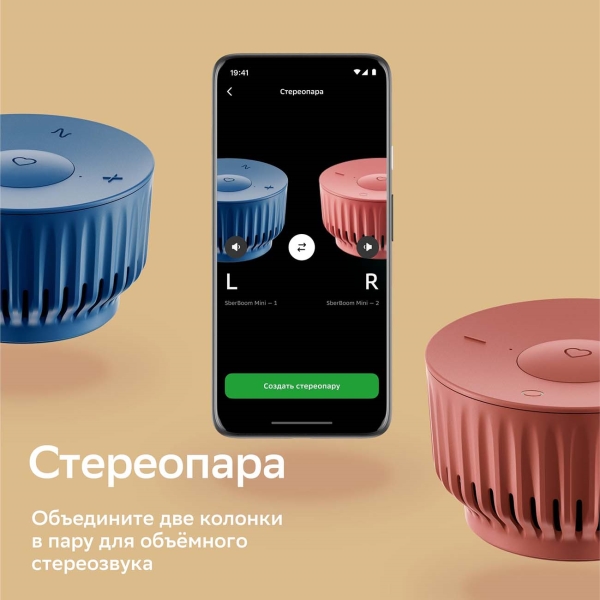 19:41
Стереопара
L
R
SberBoom Mini – 1
SberBoom Mini – 2
Создать стереопару
Стереопара
Объедините две колонки
в пару для объёмного
стереозвука